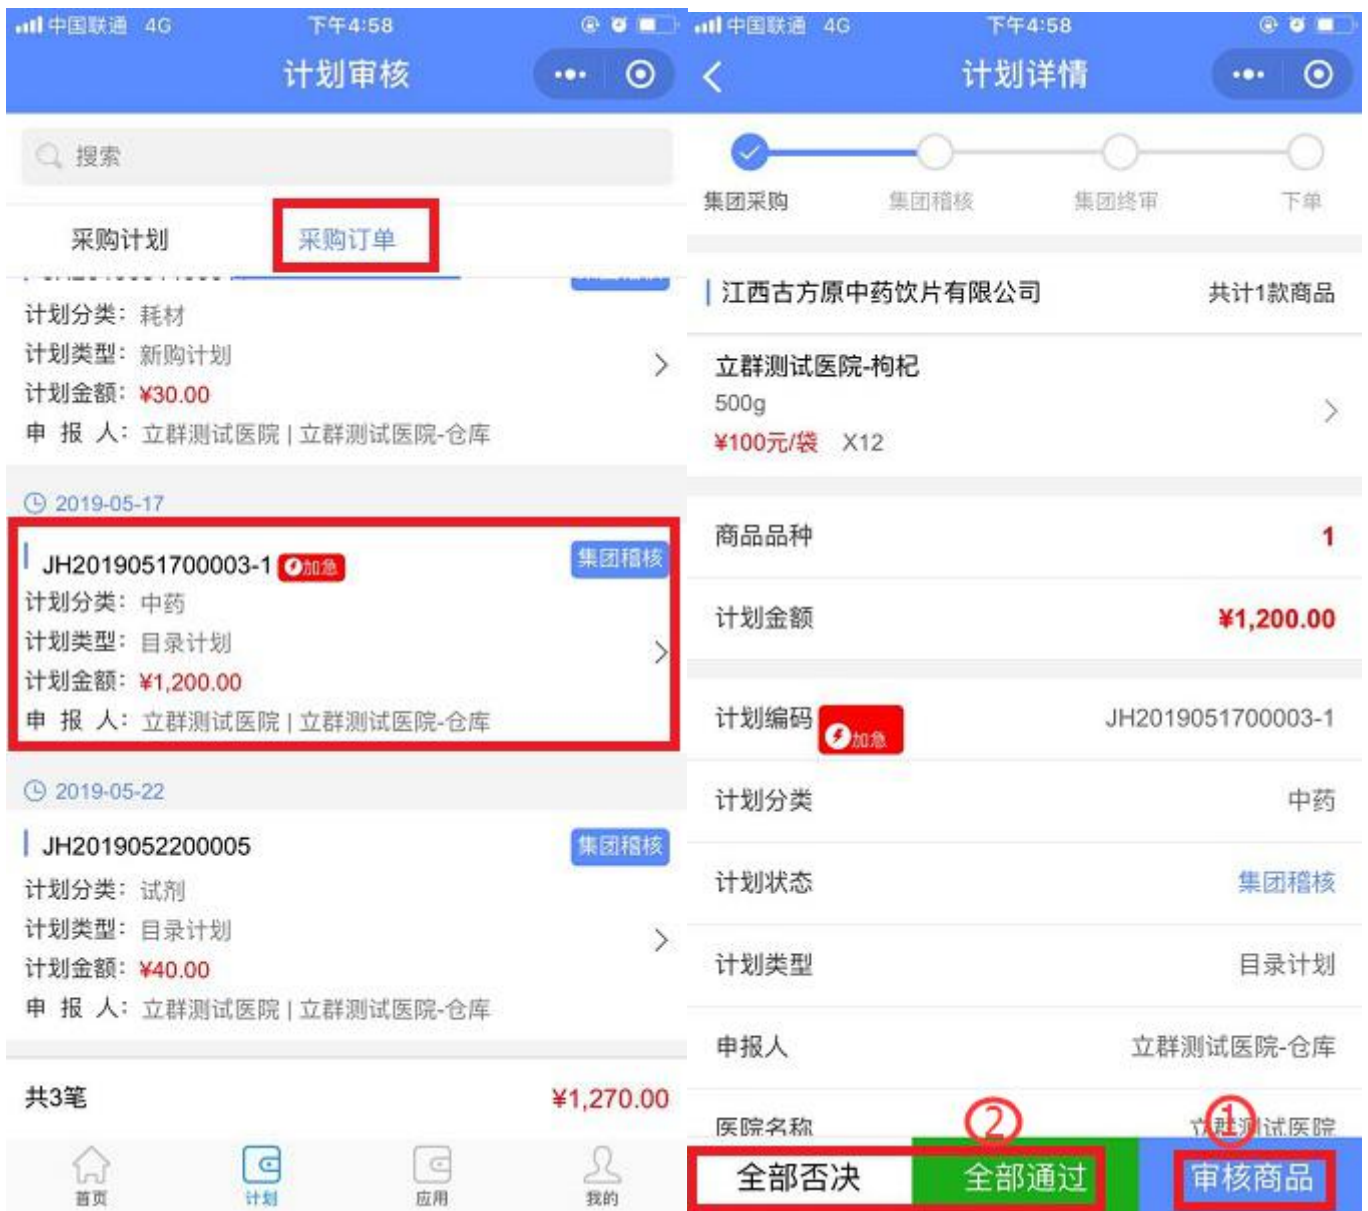 中国联通 4G 下午4:58
计划审核
搜索
采购计划 采购订单
计划分类：耗材
计划类型：新购计划
计划金额：¥30.00
申 报 人：立群测试医院 | 立群测试医院-仓库
2019-05-17
JH2019051700003-1 加急 集团稽核
计划分类：中药
计划类型：目录计划
计划金额：¥1,200.00
申 报 人：立群测试医院 | 立群测试医院-仓库
2019-05-22
JH2019052200005 集团稽核
计划分类：试剂
计划类型：目录计划
计划金额：¥40.00
申 报 人：立群测试医院 | 立群测试医院-仓库
共3笔 ¥1,270.00
首页 计划 应用 我的
中国联通 4G 下午4:58
计划详情
集团采购 集团稽核 集团终审 下单
江西古方原中药饮片有限公司 共计1款商品
立群测试医院-枸杞
500g
¥100元/袋 X12
商品品种 1
计划金额 ¥1,200.00
计划编码 加急 JH2019051700003-1
计划分类 中药
计划状态 集团稽核
计划类型 目录计划
申报人 立群测试医院-仓库
医院名称 立群测试医院
② ①
全部否决 全部通过 审核商品